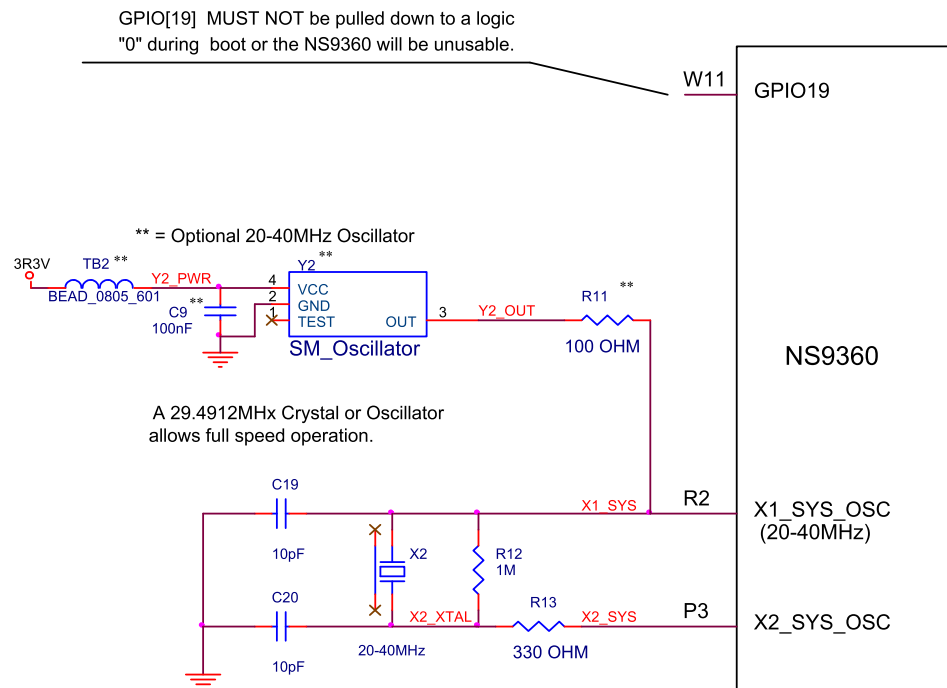 GPIO[19]  MUST NOT be pulled down to a logic
"0" during  boot or the NS9360 will be unusable.
W11
GPIO19
** = Optional 20-40MHz Oscillator
3R3V
TB2 **
BEAD_0805_601
Y2_PWR
C9 **
100nF
Y2 **
4
VCC
2
GND
1
TEST
OUT
3
SM_Oscillator
Y2_OUT
R11 **
100 OHM
NS9360
A 29.4912MHx Crystal or Oscillator
allows full speed operation.
C19
10pF
X1_SYS
R2
X1_SYS_OSC
(20-40MHz)
X2
R12
1M
C20
10pF
20-40MHz
X2_XTAL
R13
330 OHM
X2_SYS
P3
X2_SYS_OSC